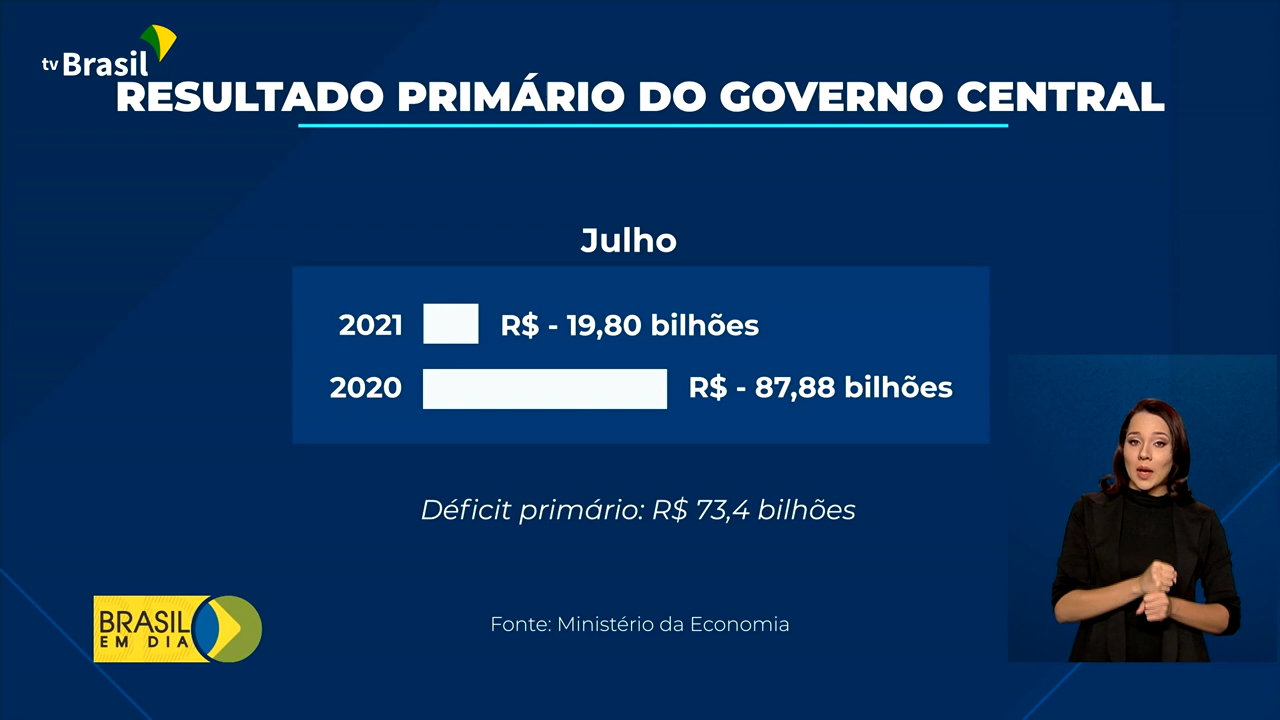 tv Brasil
RESULTADO PRIMÁRIO DO GOVERNO CENTRAL
Julho
2021 R$ - 19,80 bilhões
2020 R$ - 87,88 bilhões
Déficit primário: R$ 73,4 bilhões
BRASIL
EM DIA
Fonte: Ministério da Economia